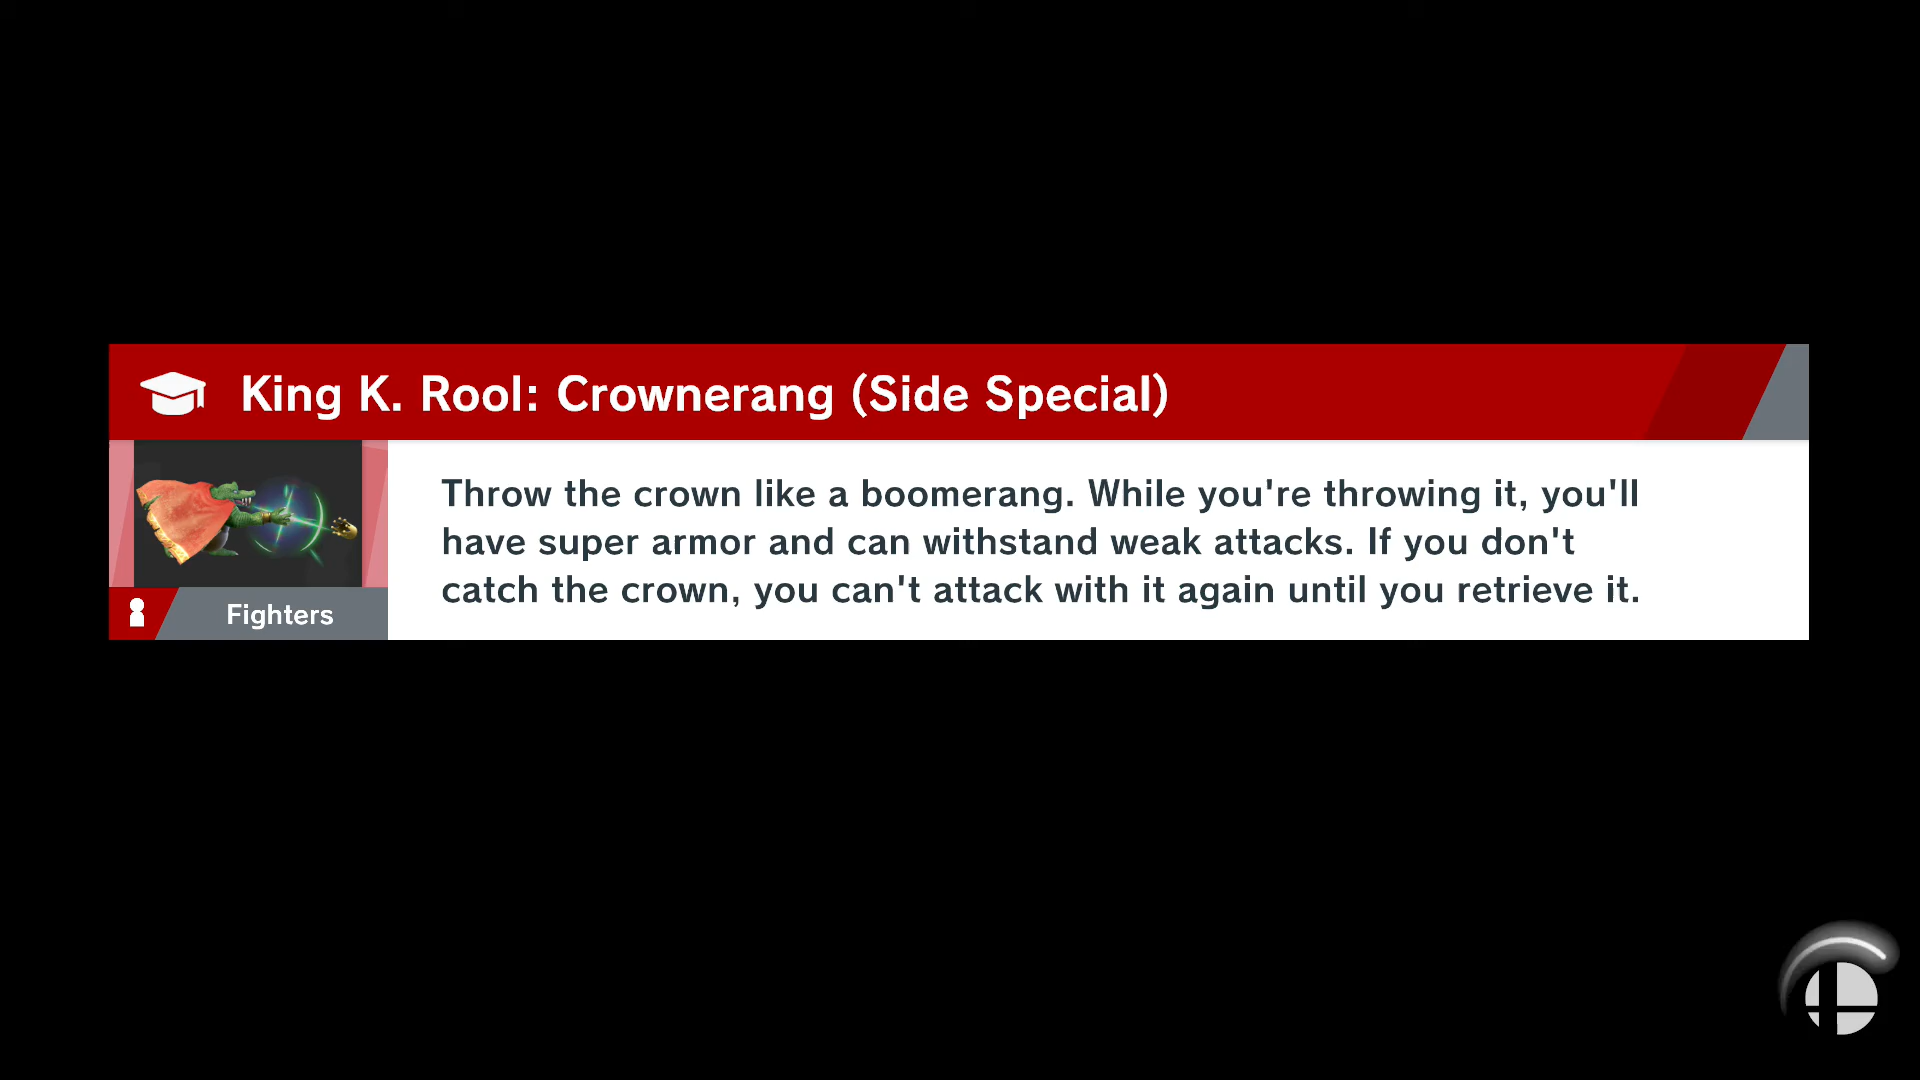 King K. Rool: Crownerang (Side Special)
Throw the crown like a boomerang. While you're throwing it, you'll
have super armor and can withstand weak attacks. If you don't
catch the crown, you can't attack with it again until you retrieve it.
Fighters